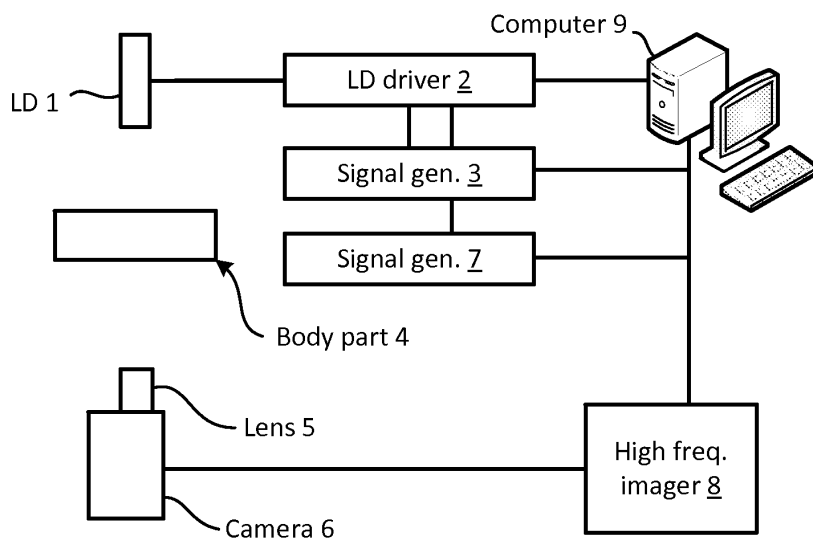 Computer 9
LD 1
LD driver 2
Signal gen. 3
Signal gen. 7
Body part 4
Lens 5
High freq.
imager 8
Camera 6